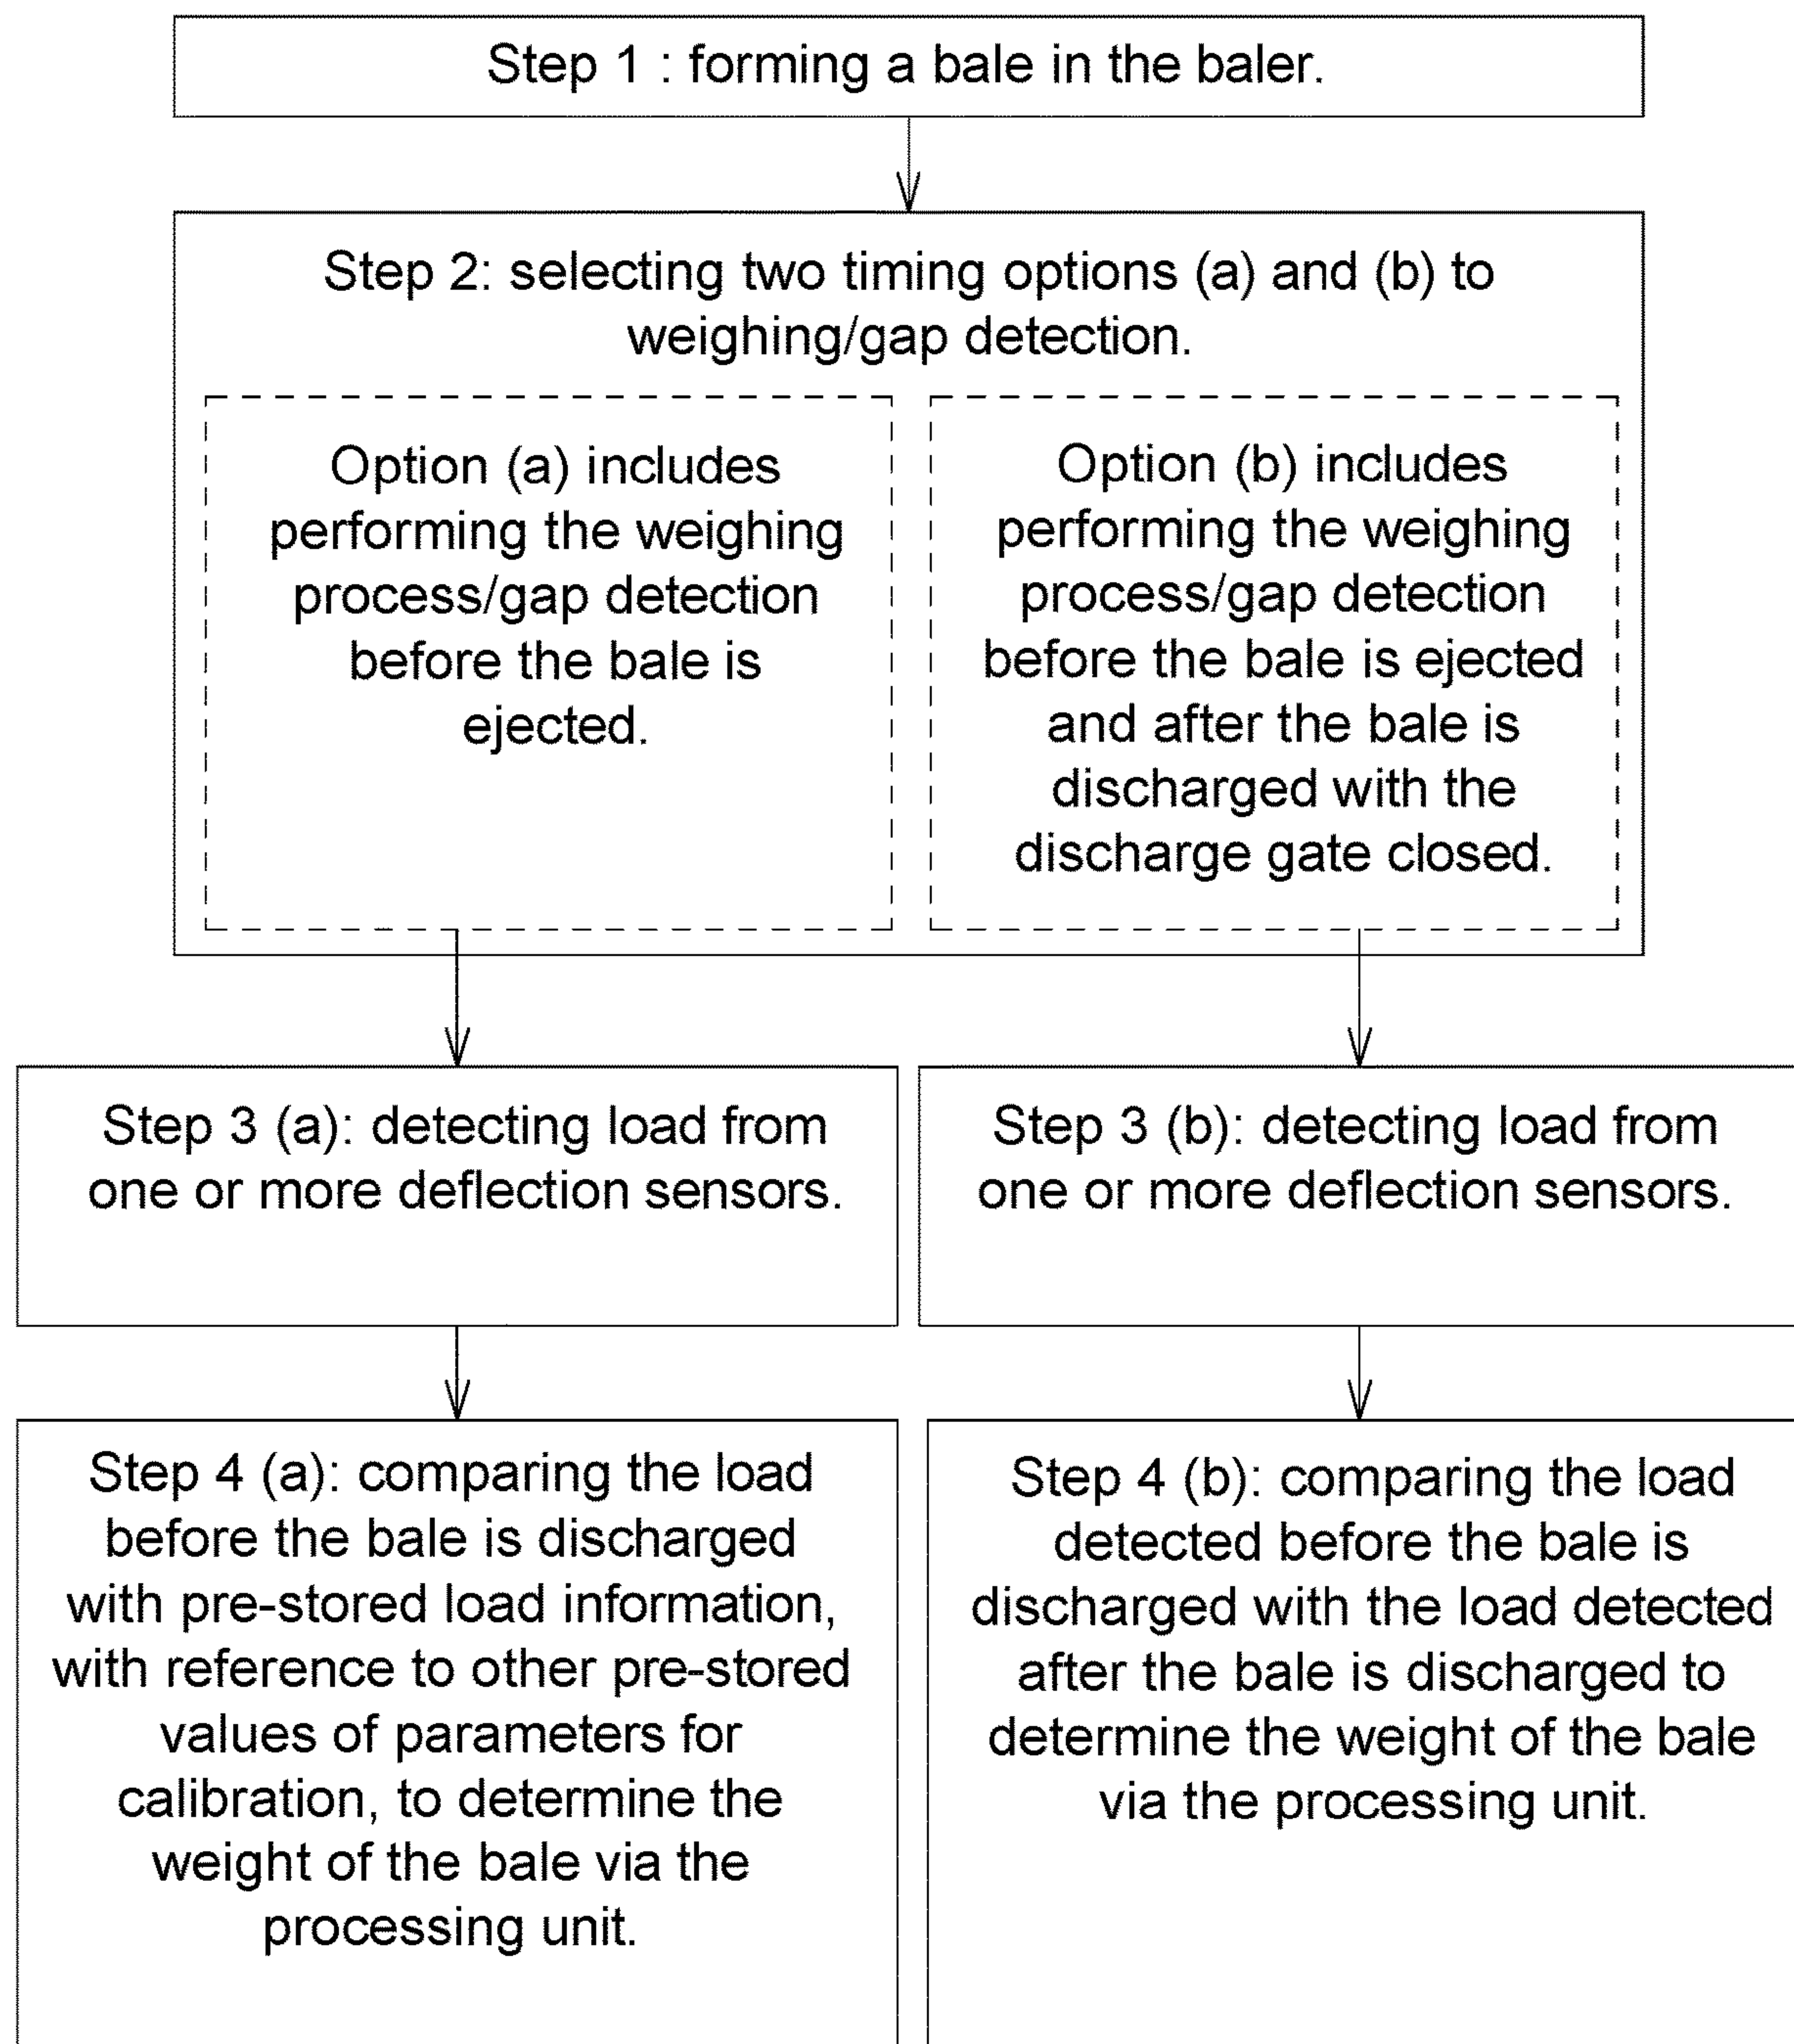 Step 1 : forming a bale in the baler.
Step 2: selecting two timing options (a) and (b) to
weighing/gap detection.
Option (a) includes
performing the weighing
process/gap detection
before the bale is
ejected.
Option (b) includes
performing the weighing
process/gap detection
before the bale is ejected
and after the bale is
discharged with the
discharge gate closed.
Step 3 (a): detecting load from
one or more deflection sensors.
Step 3 (b): detecting load from
one or more deflection sensors.
Step 4 (a): comparing the load
before the bale is discharged
with pre-stored load information,
with reference to other pre-stored
values of parameters for
calibration, to determine the
weight of the bale via the
processing unit.
Step 4 (b): comparing the load
detected before the bale is
discharged with the load detected
after the bale is discharged to
determine the weight of the bale
via the processing unit.